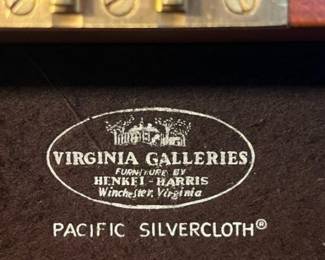 VIRGINIA GALLERIES
FURNITURE BY
HENKEL-HARRIS
Winchester, Virginia
PACIFIC SILVERCLOTH®